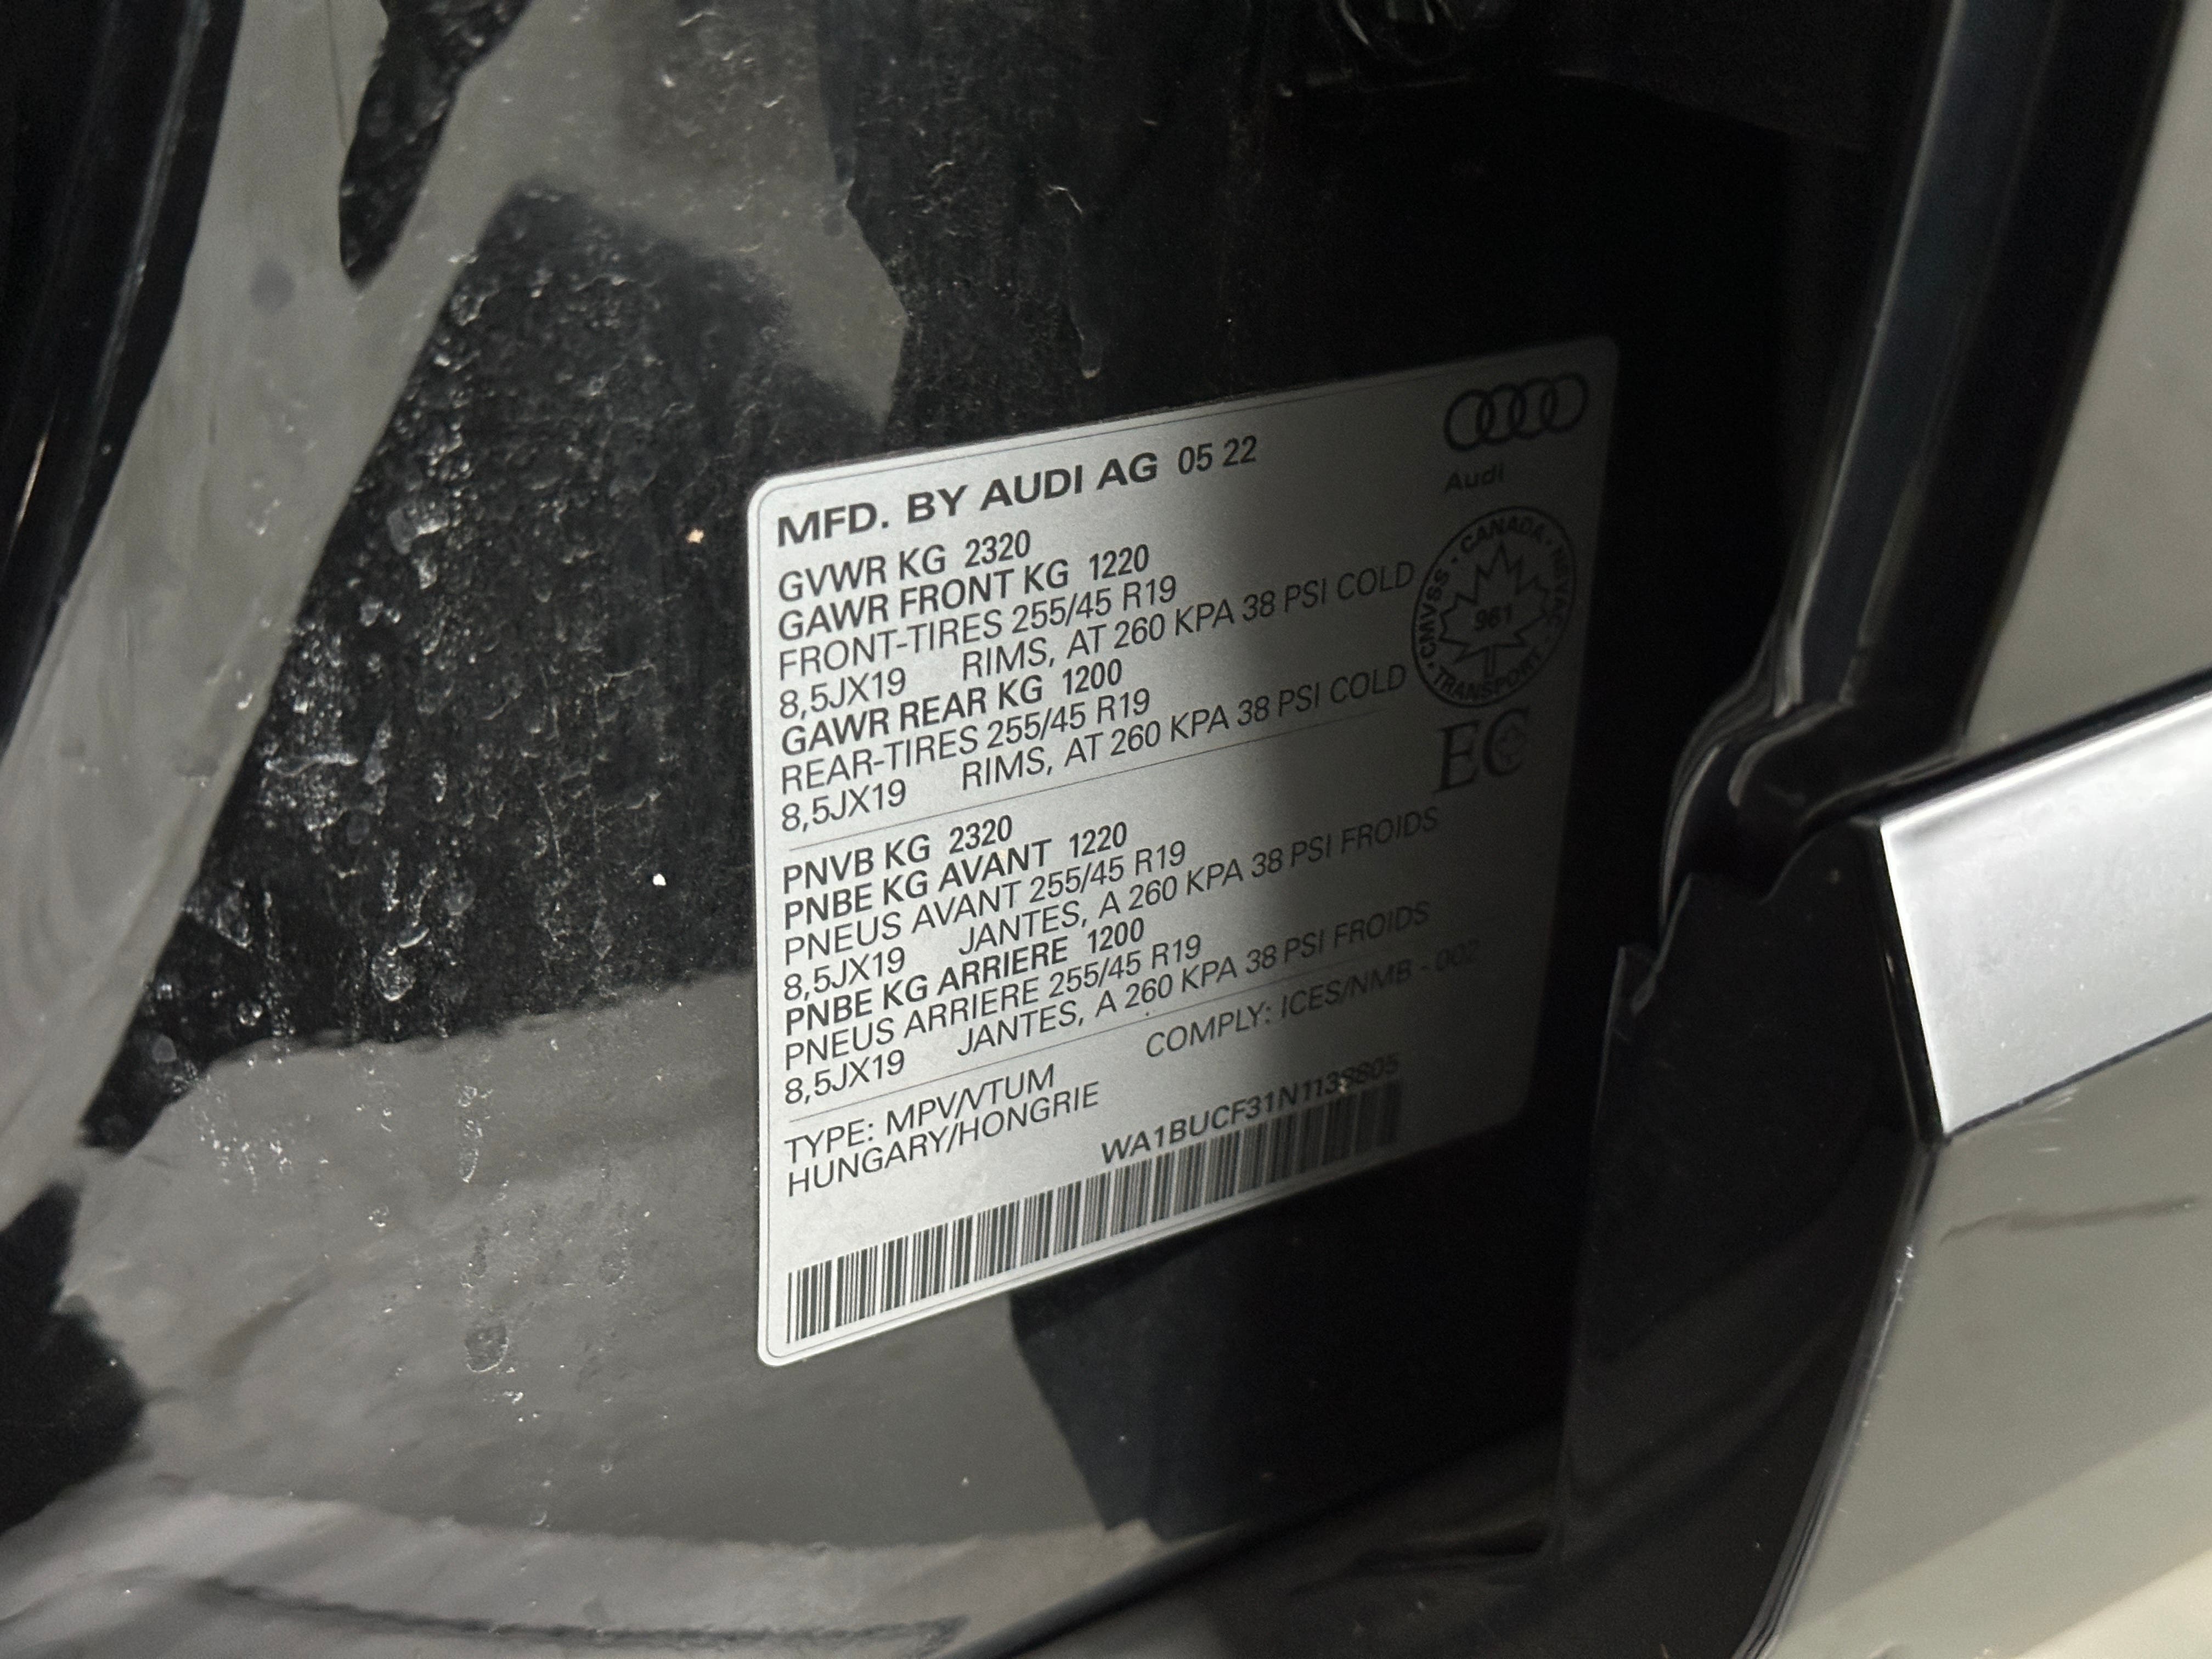 MFD. BY AUDI AG 05 22
Audi
GVWR KG 2320
GAWR FRONT KG 1220
FRONT-TIRES 255/45 R19
8,5JX19 RIMS, AT 260 KPA 38 PSI COLD
GAWR REAR KG 1200
REAR-TIRES 255/45 R19
8,5JX19 RIMS, AT 260 KPA 38 PSI COLD
CANADA · NVMAC · TRANSPORT · CMVSS ·
961
EC
PNVB KG 2320
PNBE KG AVANT 1220
PNEUS AVANT 255/45 R19
8,5JX19 JANTES, A 260 KPA 38 PSI FROIDS
PNBE KG ARRIERE 1200
PNEUS ARRIERE 255/45 R19
8,5JX19 JANTES, A 260 KPA 38 PSI FROIDS
TYPE: MPV/VTUM COMPLY: ICES/NMB - 002
HUNGARY/HONGRIE